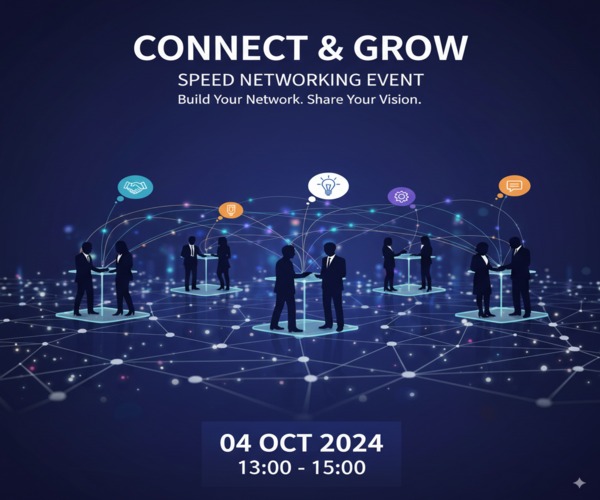 CONNECT & GROW
SPEED NETWORKING EVENT
Build Your Network. Share Your Vision.
04 OCT 2024
13:00 - 15:00